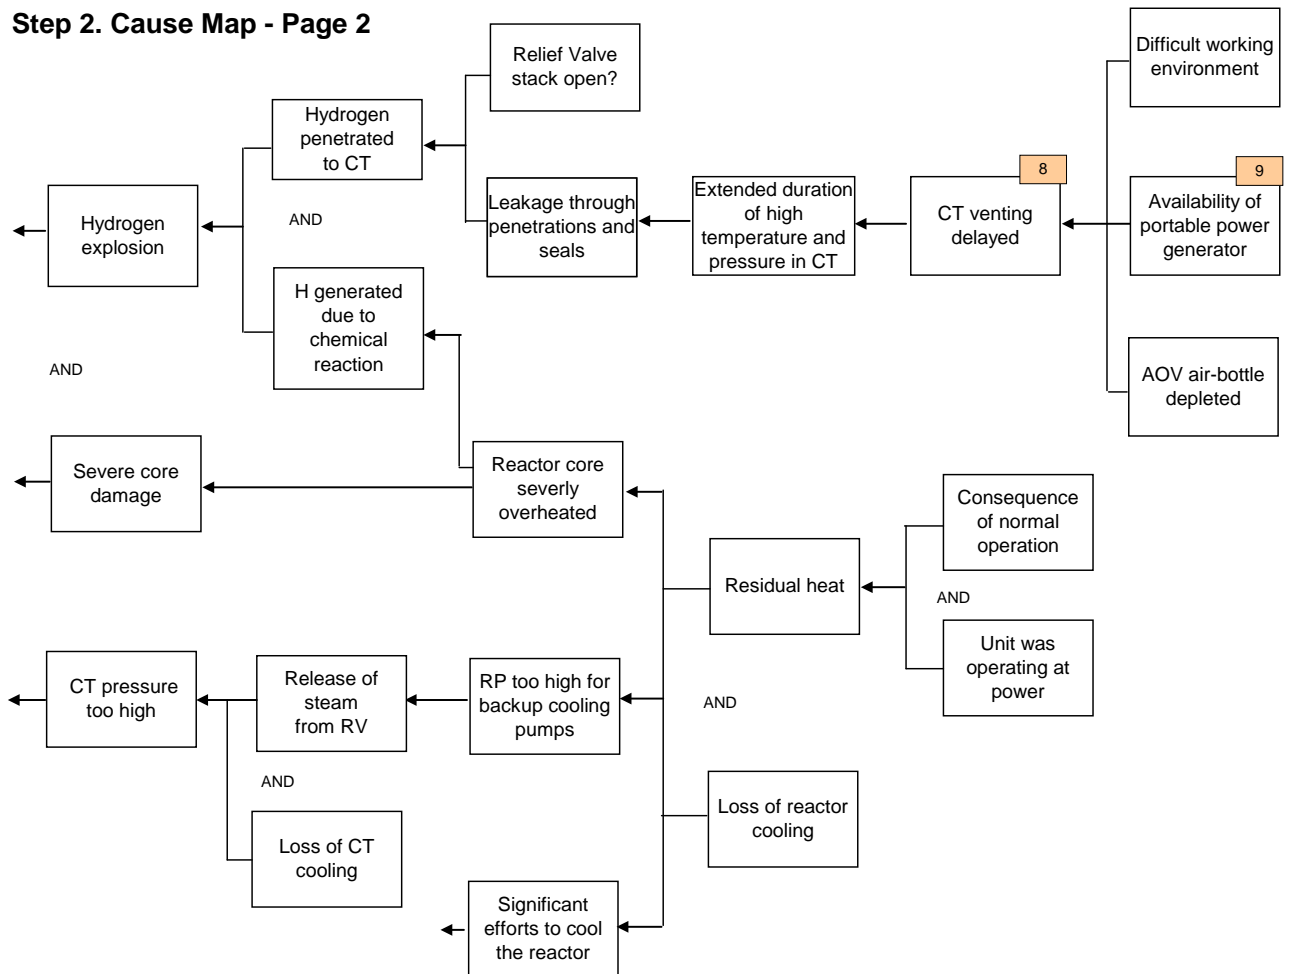 Step 2. Cause Map - Page 2
Relief Valve
stack open?
Difficult working
environment
Hydrogen
penetrated
to CT
8
9
Hydrogen
explosion
AND
Leakage through
penetrations and
seals
Extended duration
of high
temperature and
pressure in CT
CT venting
delayed
Availability of
portable power
generator
H generated
due to
chemical
reaction
AND
AOV air-bottle
depleted
Severe core
damage
Reactor core
severly
overheated
Consequence
of normal
operation
Residual heat
AND
Unit was
operating at
power
CT pressure
too high
Release of
steam
from RV
RP too high for
backup cooling
pumps
AND
AND
Loss of CT
cooling
Loss of reactor
cooling
Significant
efforts to cool
the reactor